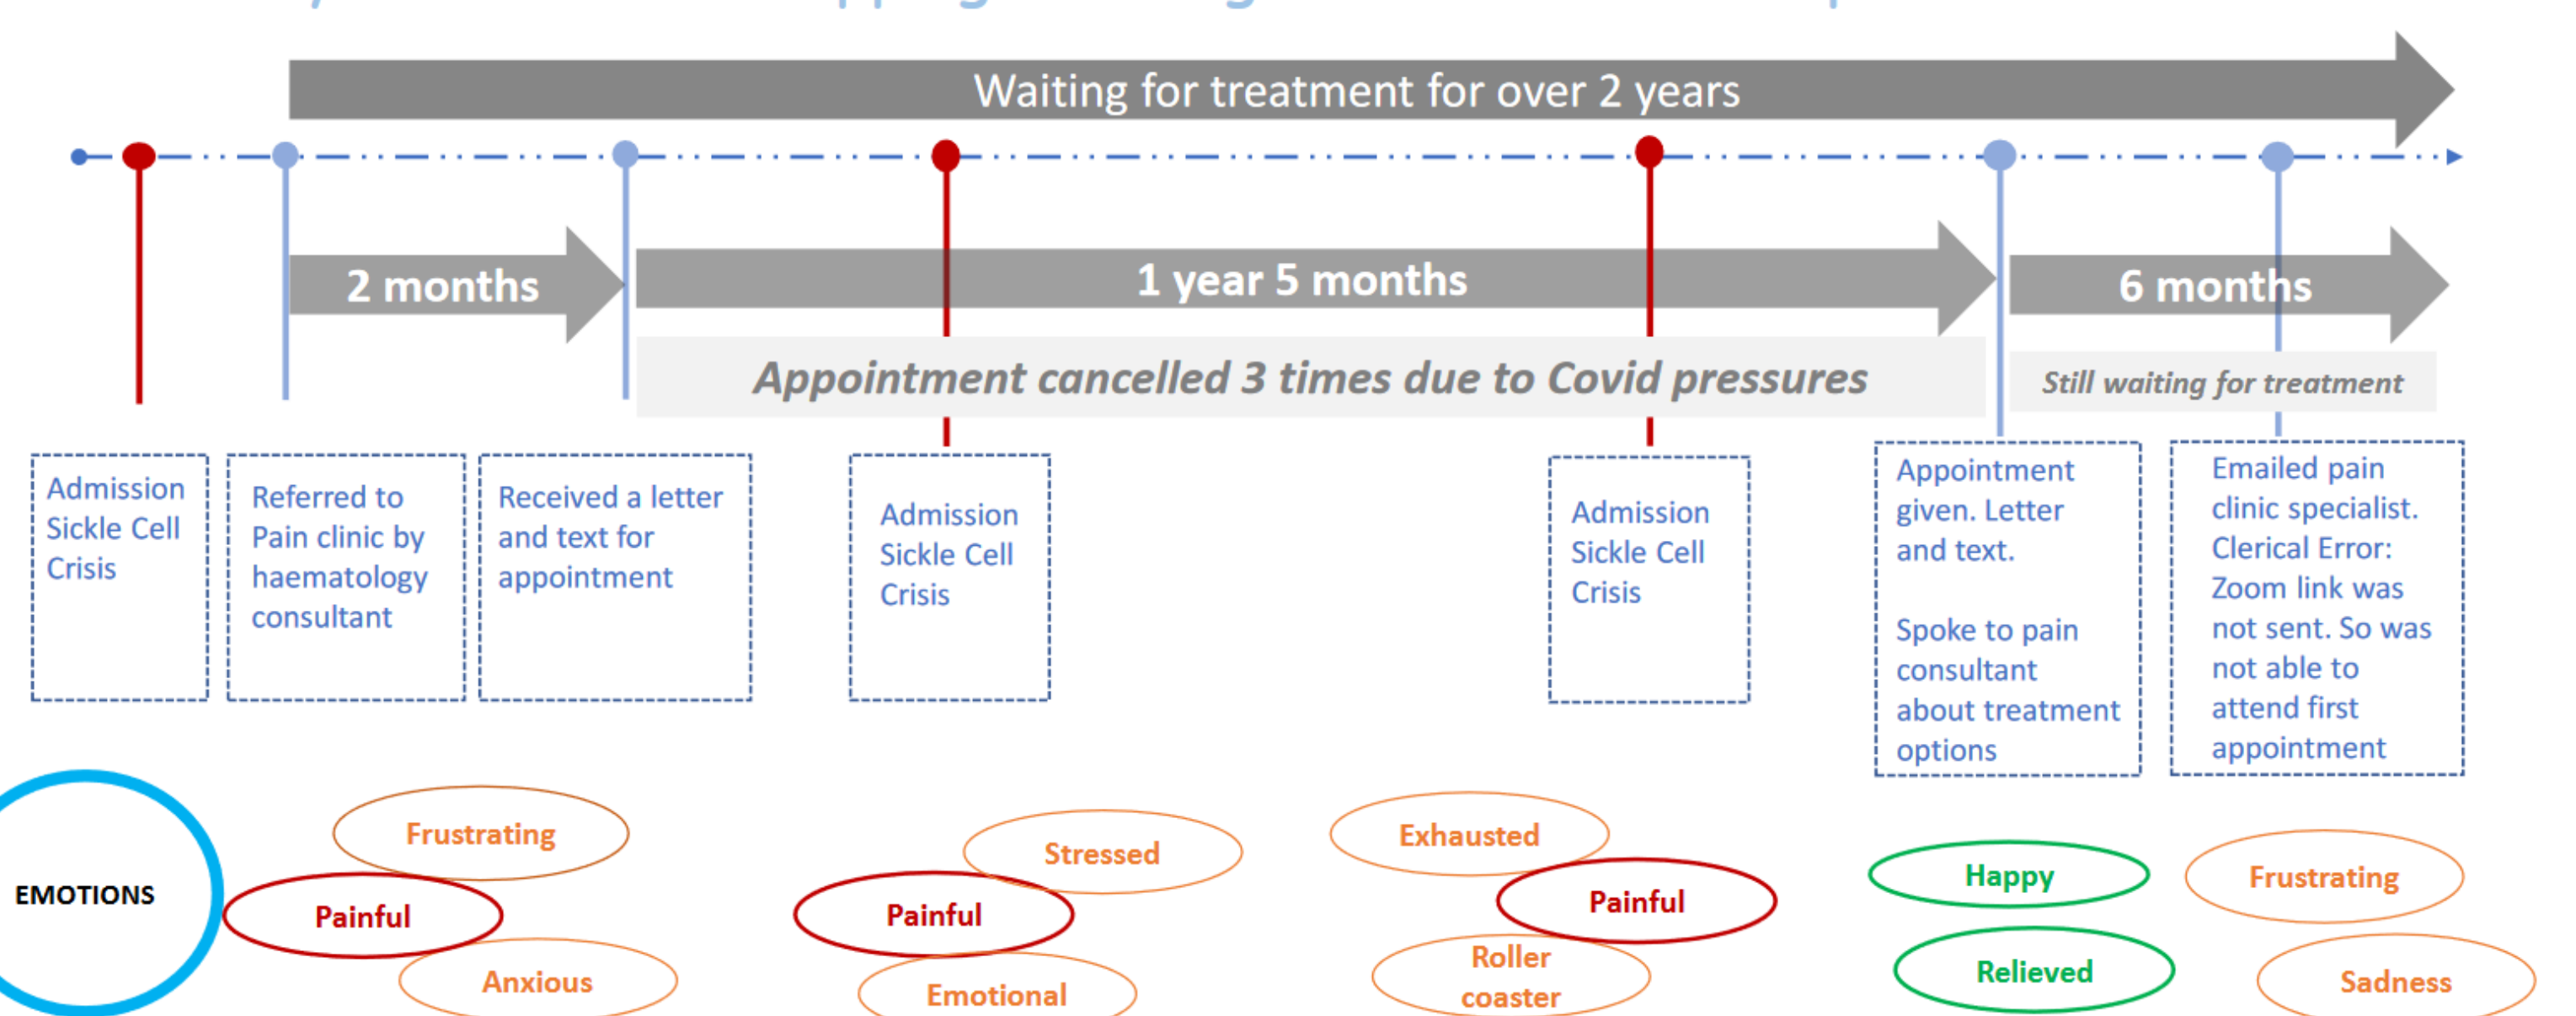 Waiting for treatment for over 2 years
2 months
1 year 5 months
6 months
Appointment cancelled 3 times due to Covid pressures
Still waiting for treatment
Admission
Sickle Cell
Crisis
Referred to
Pain clinic by
haematology
consultant
Received a letter
and text for
appointment
Admission
Sickle Cell
Crisis
Admission
Sickle Cell
Crisis
Appointment
given. Letter
and text.
Spoke to pain
consultant
about treatment
options
Emailed pain
clinic specialist.
Clerical Error:
Zoom link was
not sent. So was
not able to
attend first
appointment
EMOTIONS
Frustrating
Painful
Anxious
Stressed
Painful
Emotional
Exhausted
Painful
Roller
coaster
Happy
Relieved
Frustrating
Sadness